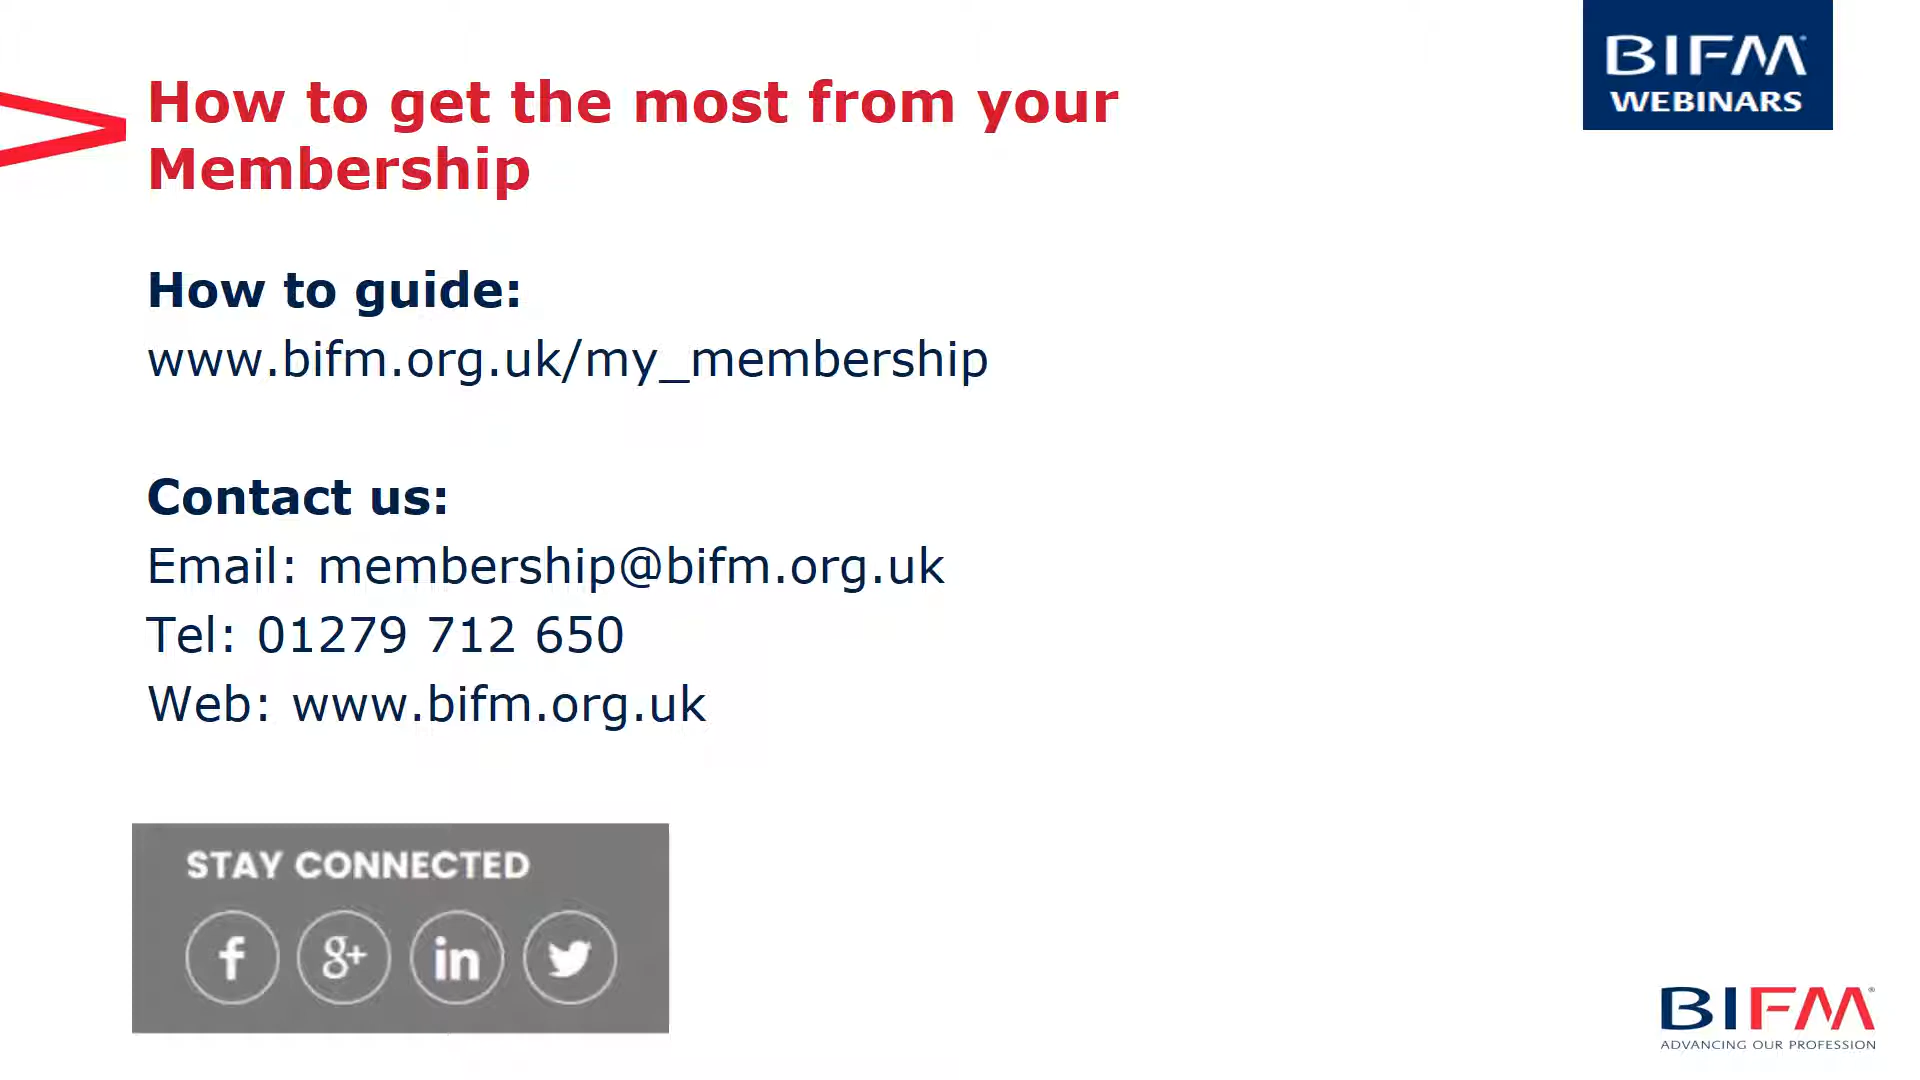 How to get the most from your
Membership
BIFM
WEBINARS
How to guide:
www.bifm.org.uk/my_membership
Contact us:
Email: membership@bifm.org.uk
Tel: 01279 712 650
Web: www.bifm.org.uk
STAY CONNECTED
f g+ in
BIFM®
ADVANCING OUR PROFESSION